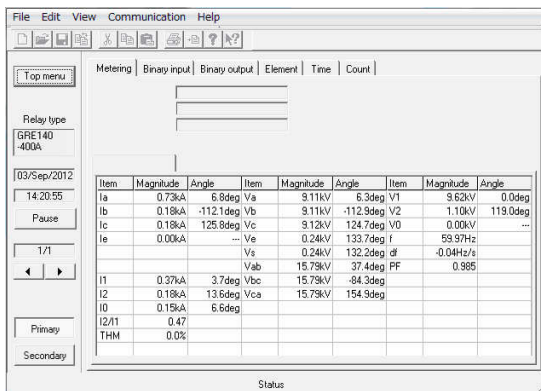 File Edit View Communication Help
Top menu
Metering Binary input Binary output Element Time Count
Relay type
GRE140
-400A
03/Sep/2012
14:20:55
Pause
1/1
Primary
Secondary
Item Magnitude Angle Item Magnitude Angle Item Magnitude Angle
Ia 0.73kA 6.8deg Va 9.11kV 6.3deg V1 9.62kV 0.0deg
Ib 0.18kA -112.1deg Vb 9.11kV -112.9deg V2 1.10kV 119.0deg
Ic 0.18kA 125.8deg Vc 9.12kV 124.7deg V0 0.00kV ---
Ie 0.00kA --- Ve 0.24kV 133.7deg f 59.97Hz
Vs 0.24kV 132.2deg df -0.04Hz/s
Vab 15.79kV 37.4deg PF 0.985
I1 0.37kA 3.7deg Vbc 15.79kV -84.3deg
I2 0.18kA 13.6deg Vca 15.79kV 154.9deg
I0 0.15kA 6.6deg
I2/I1 0.47
THM 0.0%
Status